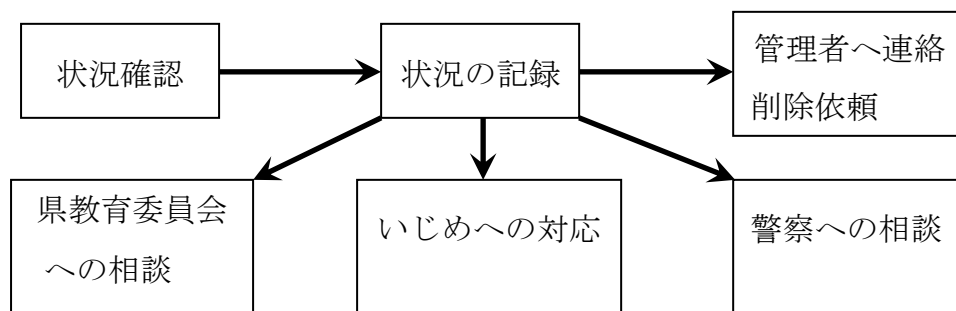 状況確認
状況の記録
管理者へ連絡
削除依頼
県教育委員会
への相談
いじめへの対応
警察への相談